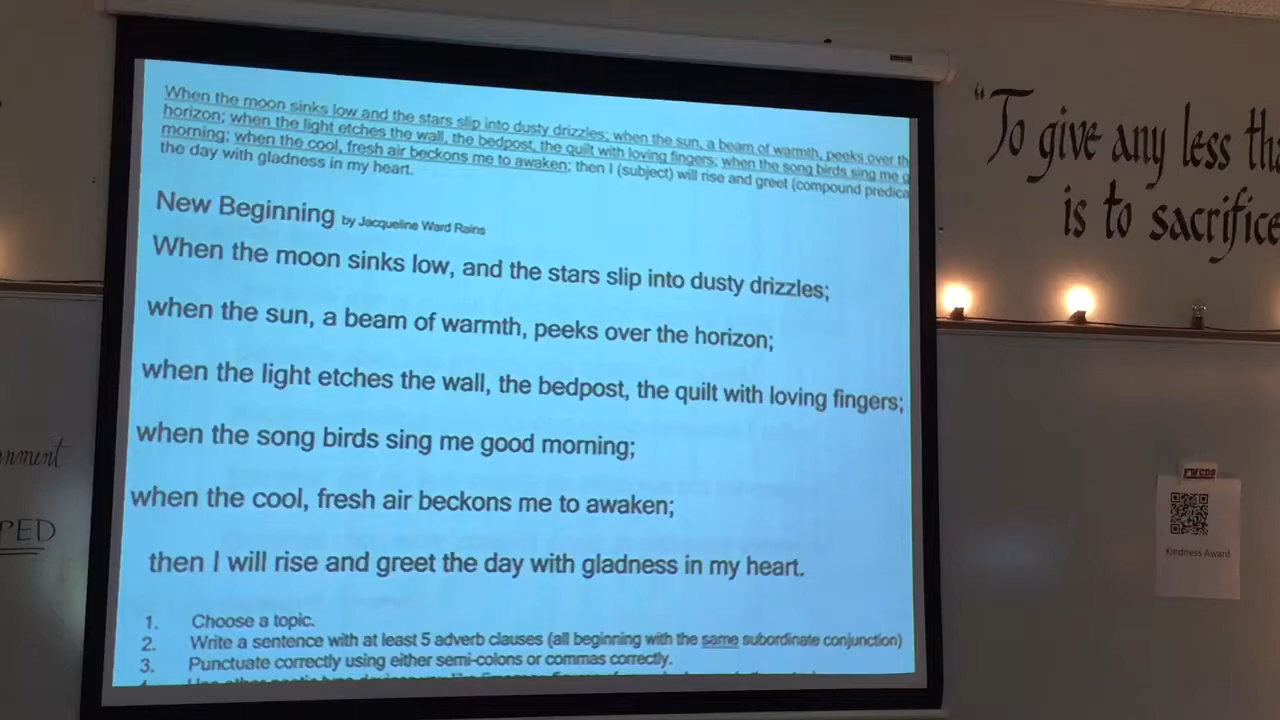 When the moon sinks low and the stars slip into dusty drizzles; when the sun, a beam of warmth, peeks over th
horizon; when the light etches the wall, the bedpost, the quilt with loving fingers; when the song birds sing me g
morning; when the cool, fresh air beckons me to awaken; then I (subject) will rise and greet (compound predica
the day with gladness in my heart.
New Beginning by Jacqueline Ward Rains
When the moon sinks low, and the stars slip into dusty drizzles;
when the sun, a beam of warmth, peeks over the horizon;
when the light etches the wall, the bedpost, the quilt with loving fingers;
when the song birds sing me good morning;
when the cool, fresh air beckons me to awaken;
then I will rise and greet the day with gladness in my heart.
1. Choose a topic.
2. Write a sentence with at least 5 adverb clauses (all beginning with the same subordinate conjunction)
3. Punctuate correctly using either semi-colons or commas correctly.
"To give any less tha
is to sacrifice
nment
PED
FWCDS
Kindness Award